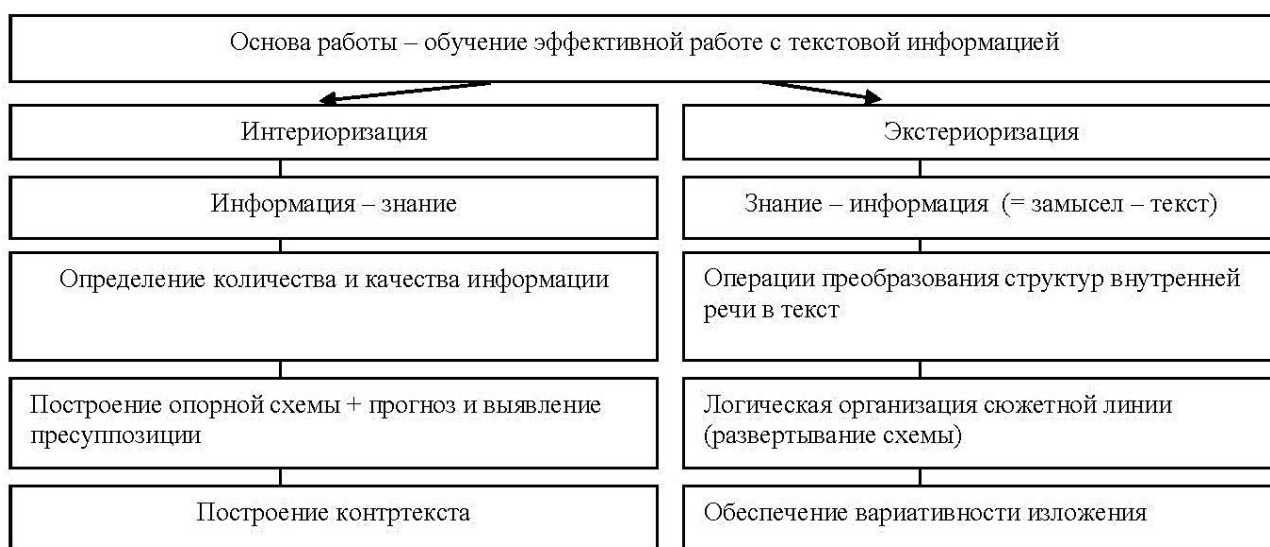 Основа работы – обучение эффективной работе с текстовой информацией
Интериоризация
Экстериоризация
Информация – знание
Знание – информация (= замысел – текст)
Определение количества и качества информации
Операции преобразования структур внутренней
речи в текст
Построение опорной схемы + прогноз и выявление
пресуппозиции
Логическая организация сюжетной линии
(развертывание схемы)
Построение контртекста
Обеспечение вариативности изложения